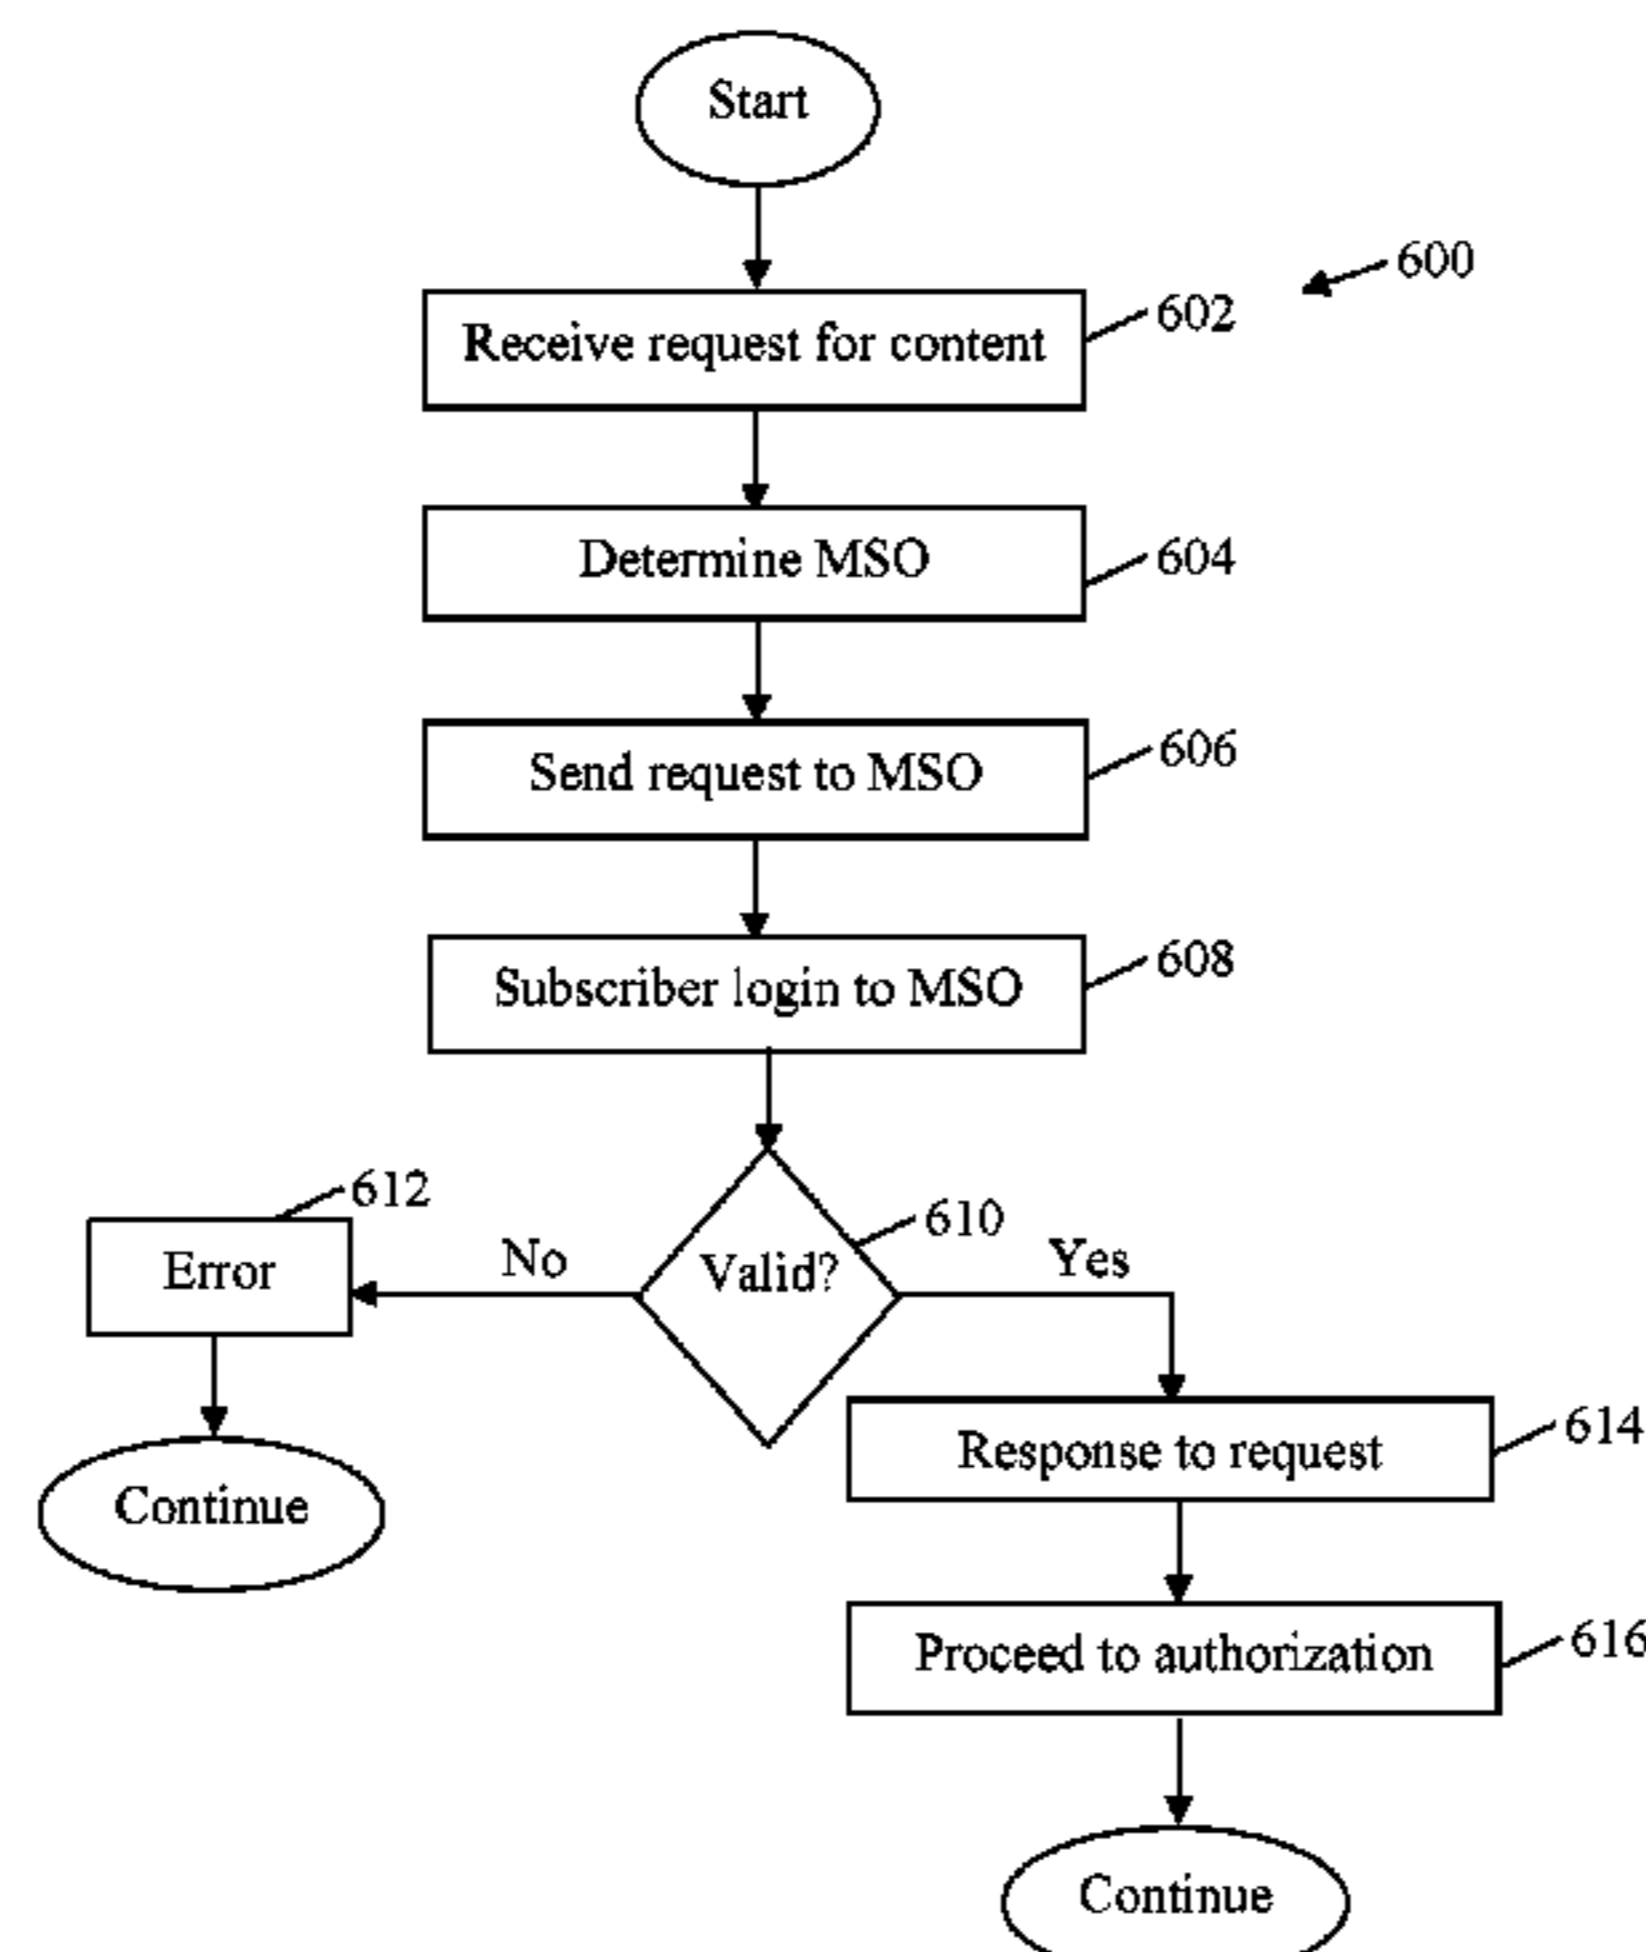 Start
600
Receive request for content
602
Determine MSO
604
Send request to MSO
606
Subscriber login to MSO
608
612
610
Error
No
Valid?
Yes
Response to request
614
Continue
Proceed to authorization
616
Continue